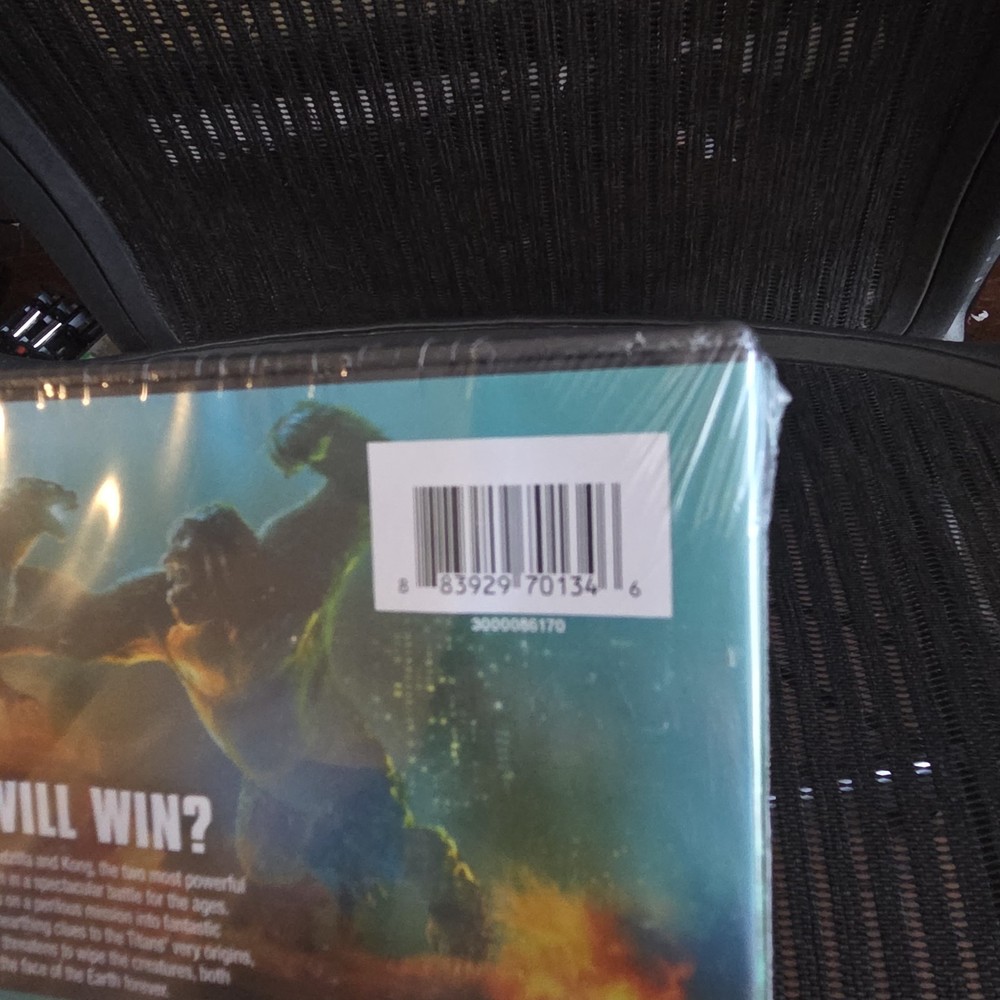 8 83929 70134 6
3000086170
WILL WIN?
and Kong, the two most powerful
in a spectacular battle for the ages,
on a perilous mission into fantastic
clues to the Titans' very origins,
threatens to wipe the creatures, both
the face of the Earth forever.